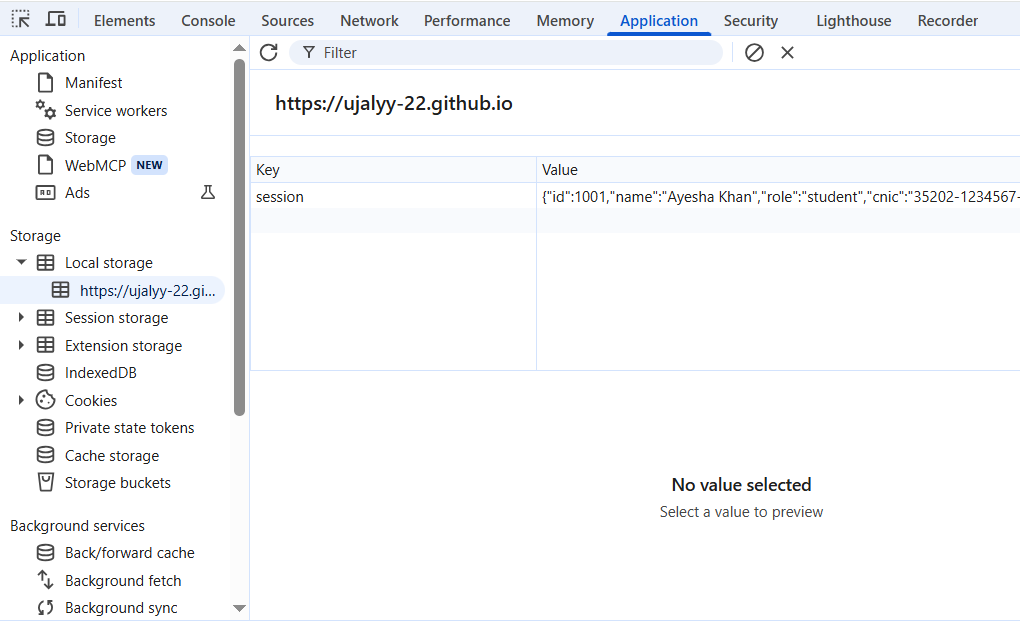 Elements Console Sources Network Performance Memory Application Security Lighthouse Recorder
Application
Manifest
Service workers
Storage
WebMCP NEW
Ads
Storage
Local storage
https://ujalyy-22.gi...
Session storage
Extension storage
IndexedDB
Cookies
Private state tokens
Cache storage
Storage buckets
Background services
Back/forward cache
Background fetch
Background sync
Filter
https://ujalyy-22.github.io
Key Value
session {"id":1001,"name":"Ayesha Khan","role":"student","cnic":"35202-1234567-
No value selected
Select a value to preview